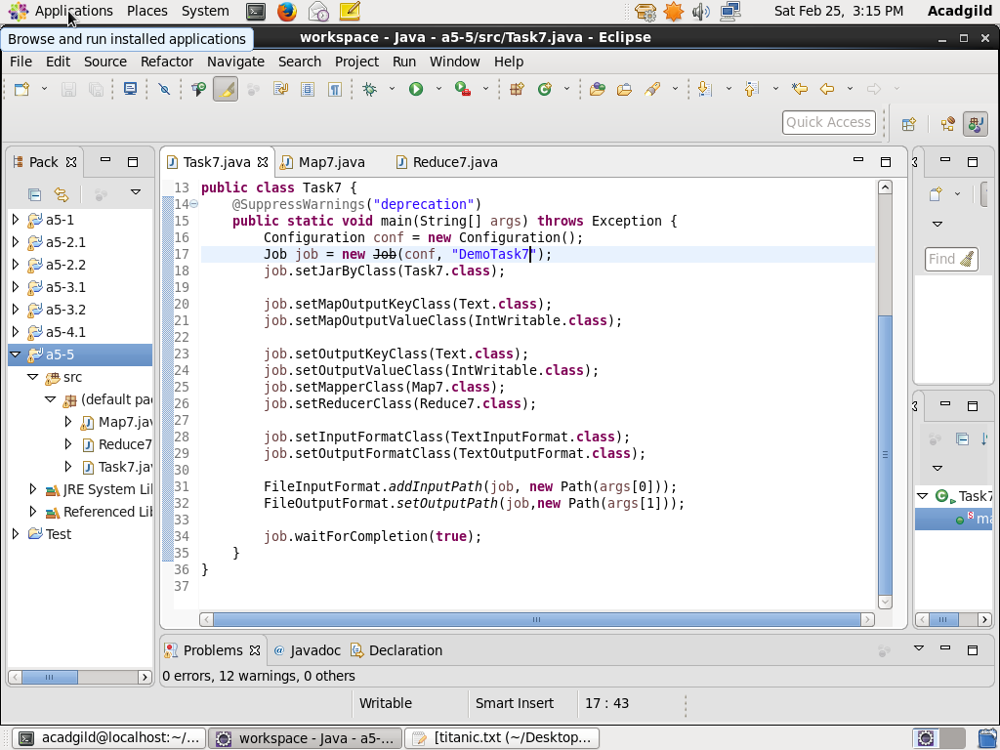 Applications Places System Sat Feb 25, 3:15 PM Acadgild
Browse and run installed applications
workspace - Java - a5-5/src/Task7.java - Eclipse
File Edit Source Refactor Navigate Search Project Run Window Help
Quick Access
Pack
Task7.java Map7.java Reduce7.java
a5-1
a5-2.1
a5-2.2
a5-3.1
a5-3.2
a5-4.1
a5-5
src
(default pa
Map7.jav
Reduce7
Task7.jav
JRE System Li
Referenced Lib
Test
13 public class Task7 {
14 @SuppressWarnings("deprecation")
15 public static void main(String[] args) throws Exception {
16 Configuration conf = new Configuration();
17 Job job = new Job(conf, "DemoTask7");
18 job.setJarByClass(Task7.class);
19
20 job.setMapOutputKeyClass(Text.class);
21 job.setMapOutputValueClass(IntWritable.class);
22
23 job.setOutputKeyClass(Text.class);
24 job.setOutputValueClass(IntWritable.class);
25 job.setMapperClass(Map7.class);
26 job.setReducerClass(Reduce7.class);
27
28 job.setInputFormatClass(TextInputFormat.class);
29 job.setOutputFormatClass(TextOutputFormat.class);
30
31 FileInputFormat.addInputPath(job, new Path(args[0]));
32 FileOutputFormat.setOutputPath(job,new Path(args[1]));
33
34 job.waitForCompletion(true);
35 }
36 }
37
Find
Task7
ma
Problems Javadoc Declaration
0 errors, 12 warnings, 0 others
Writable Smart Insert 17 : 43
acadgild@localhost:~/... workspace - Java - a5-... [titanic.txt (~/Desktop...